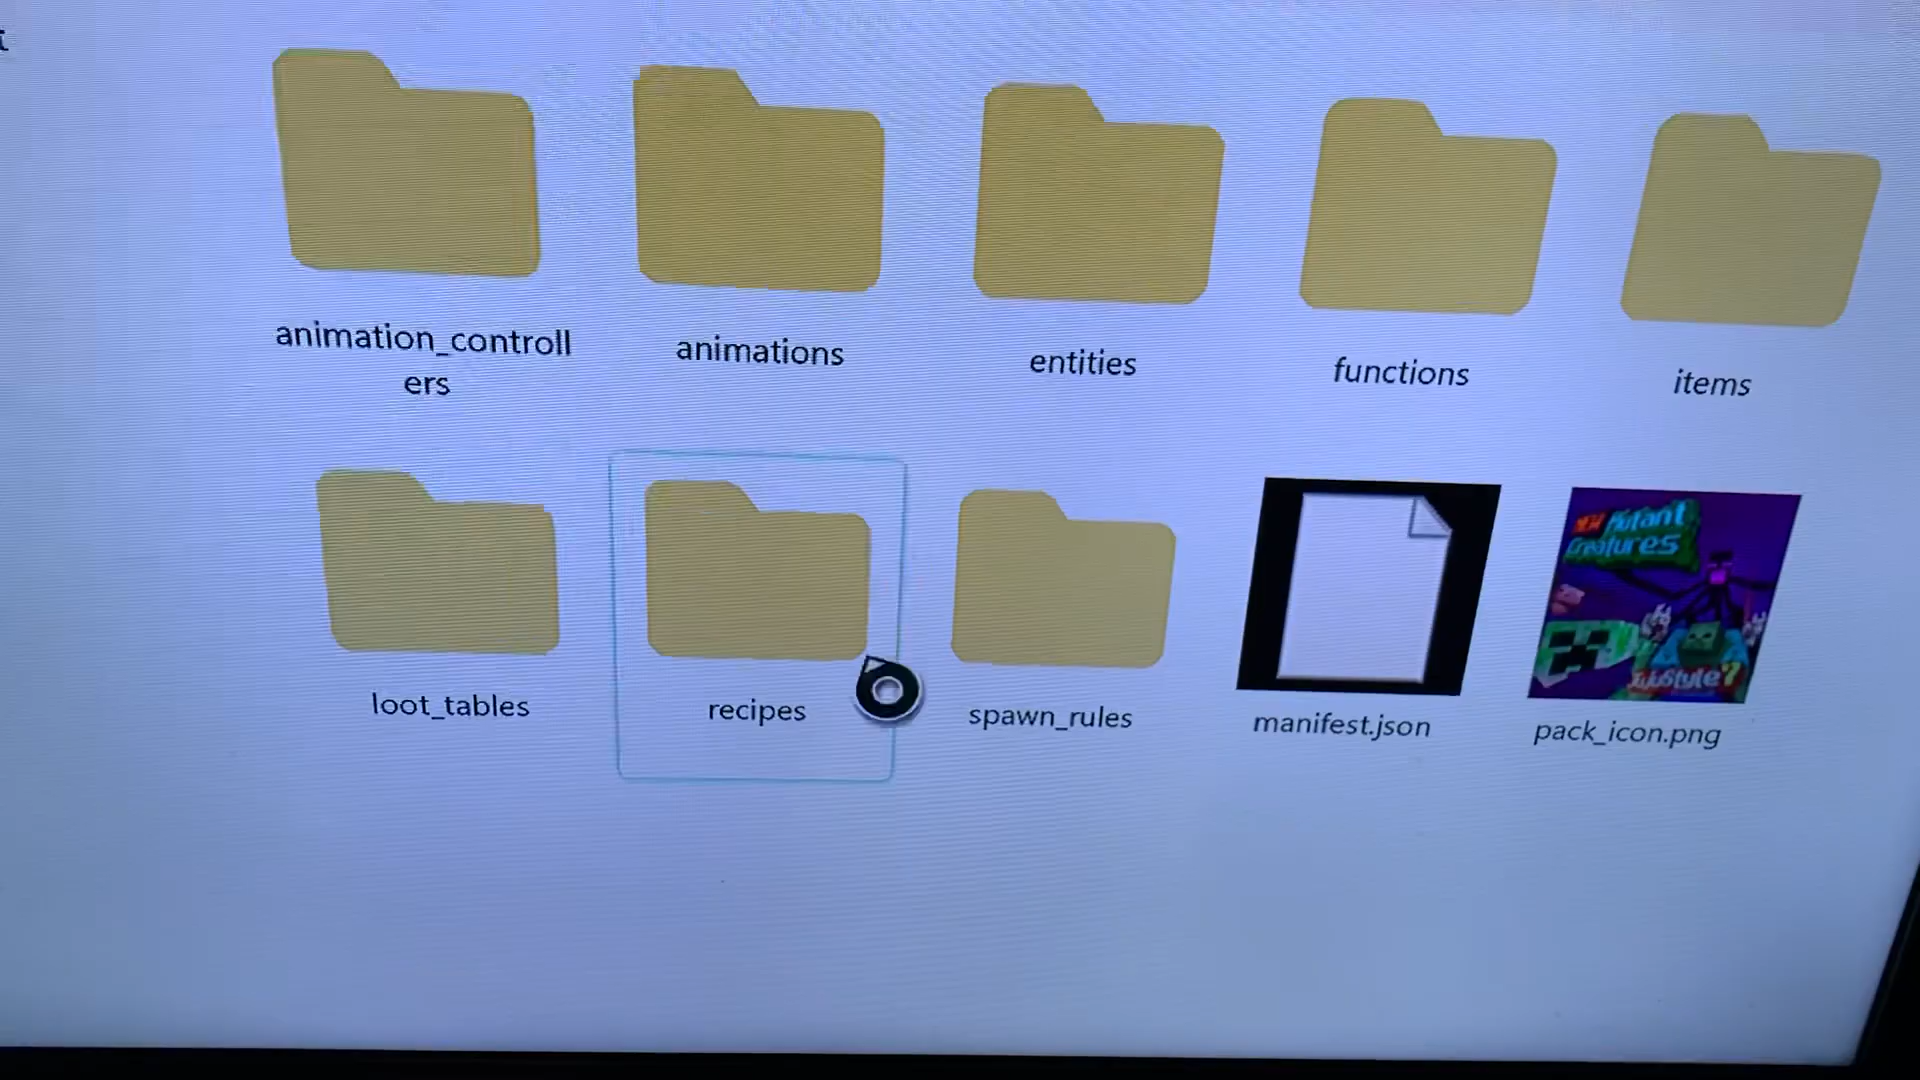 animation_controll
ers
animations
entities
functions
items
loot_tables
recipes
spawn_rules
manifest.json
pack_icon.png
Mutant
Creatures